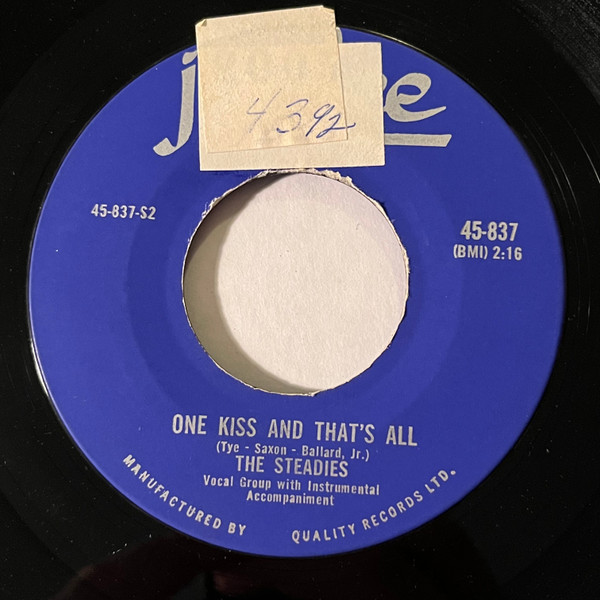 4392
45-837-S2
45-837
(BMI) 2:16
ONE KISS AND THAT'S ALL
(Tye - Saxon - Ballard, Jr.)
THE STEADIES
Vocal Group with Instrumental
Accompaniment
MANUFACTURED BY QUALITY RECORDS LTD.